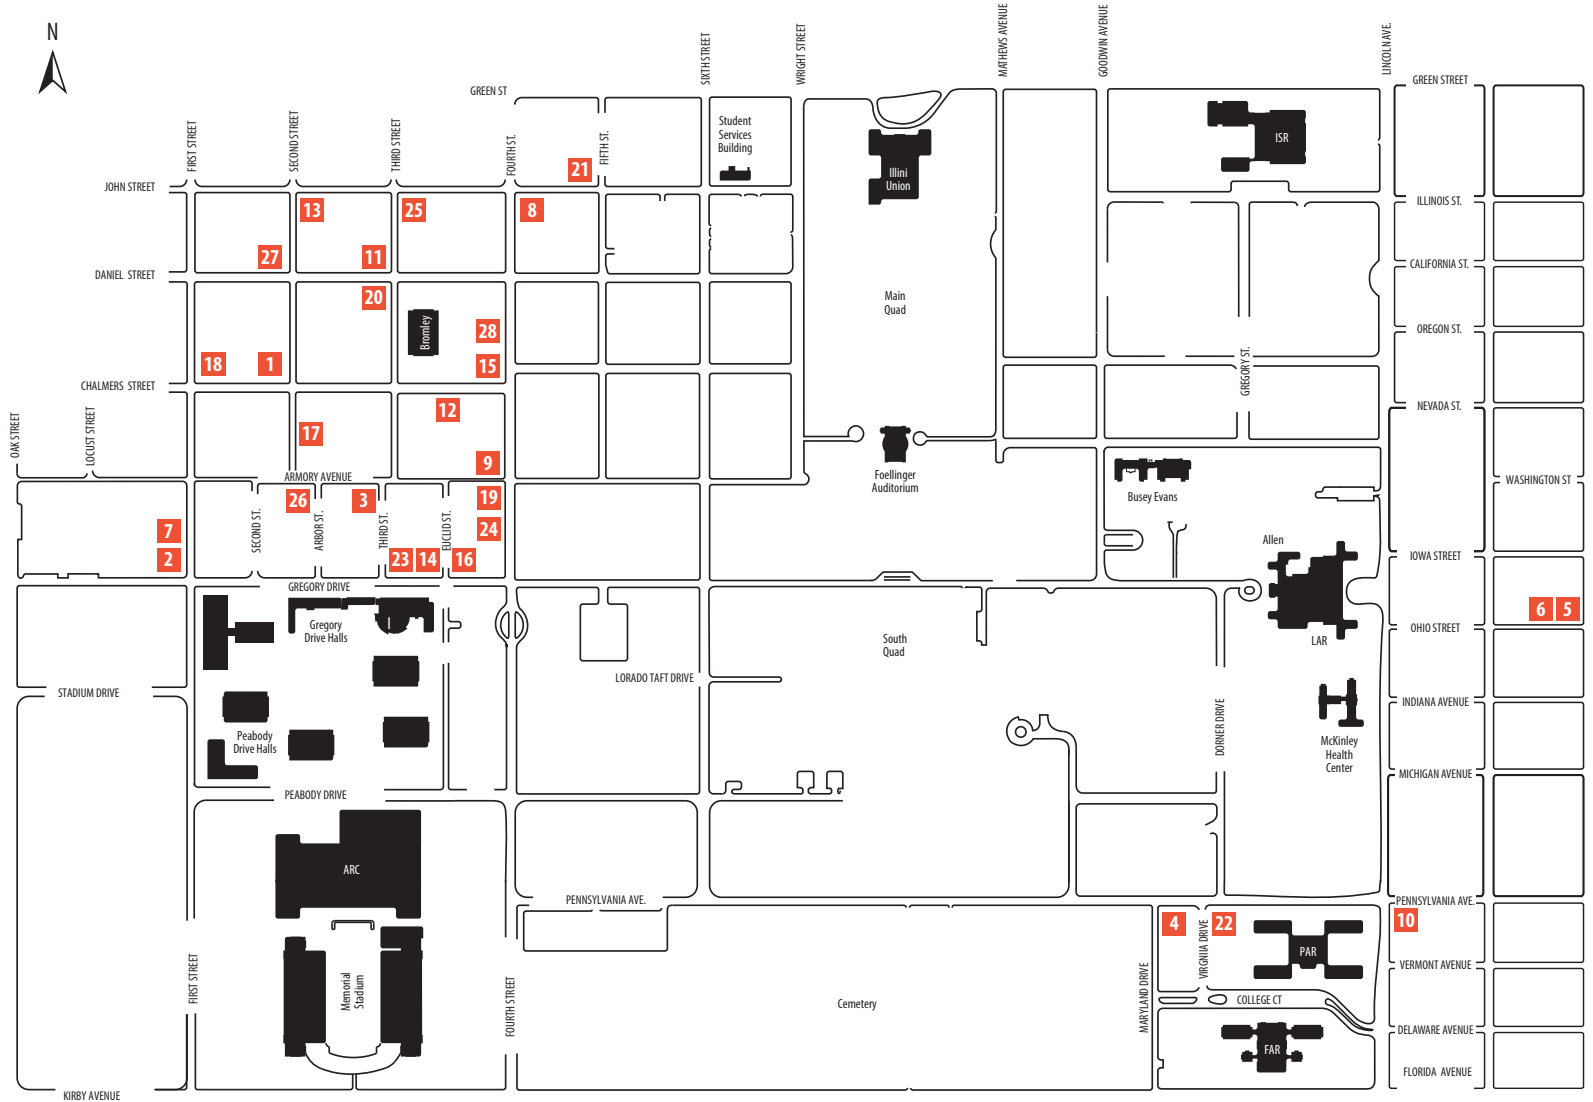 N
GREEN ST
SIXTH STREET
WRIGHT STREET
MATHEWS AVENUE
GOODWIN AVENUE
LINCOLN AVE.
GREEN STREET
FIRST STREET
SECOND STREET
THIRD STREET
FOURTH ST.
FIFTH ST.
21
Student
Services
Building
Illini
Union
ISR
JOHN STREET
13
25
8
ILLINOIS ST.
27
11
DANIEL STREET
CALIFORNIA ST.
20
Main
Quad
Bromley
28
OREGON ST.
18
1
15
GREGORY ST.
CHALMERS STREET
12
NEVADA ST.
OAK STREET
LOCUST STREET
17
9
Foellinger
Auditorium
ARMORY AVENUE
WASHINGTON ST
Busey Evans
26
3
19
7
SECOND ST.
ARBOR ST.
THIRD ST.
EUCLID ST.
24
2
23
14
16
Allen
IOWA STREET
GREGORY DRIVE
6
5
Gregory
Drive Halls
South
Quad
OHIO STREET
LAR
LORADO TAFT DRIVE
STADIUM DRIVE
INDIANA AVENUE
DORNER DRIVE
Peabody
Drive Halls
McKinley
Health
Center
MICHIGAN AVENUE
PEABODY DRIVE
ARC
PENNSYLVANIA AVE.
PENNSYLVANIA AVE.
4
22
10
VIRGNIIA DRIVE
PAR
VERMONT AVENUE
FIRST STREET
Memorial
Stadium
FOURTH STREET
Cemetery
MARYLAND DRIVE
COLLEGE CT
DELAWARE AVENUE
FAR
FLORIDA AVENUE
KIRBY AVENUE